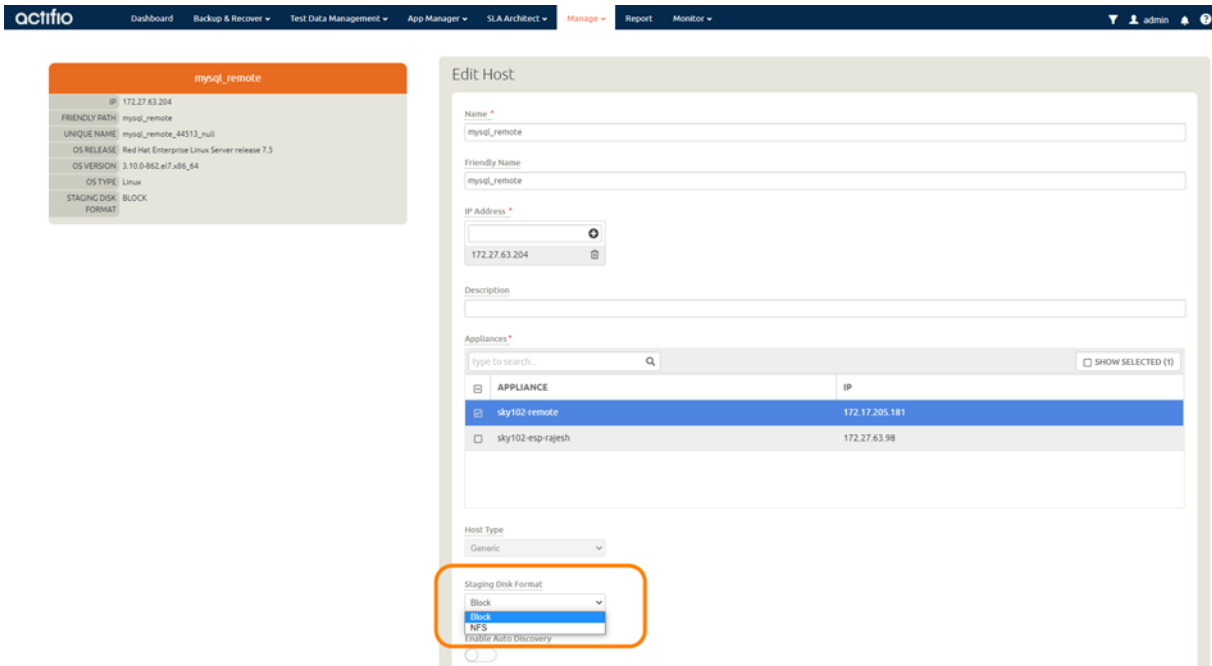 actifio Dashboard Backup & Recover Test Data Management App Manager SLA Architect Manage Report Monitor admin
mysql_remote
IP 172.27.63.204
FRIENDLY PATH mysql_remote
UNIQUE NAME mysql_remote_44513_null
OS RELEASE Red Hat Enterprise Linux Server release 7.5
OS VERSION 3.10.0-862.el7.x86_64
OS TYPE Linux
STAGING DISK BLOCK
FORMAT
Edit Host
Name *
mysql_remote
Friendly Name
mysql_remote
IP Address *
172.27.63.204
Description
Appliances *
type to search... SHOW SELECTED (1)
APPLIANCE IP
sky102-remote 172.17.205.181
sky102-esp-rajesh 172.27.63.98
Host Type
Generic
Staging Disk Format
Block
Block
NFS
Enable Auto Discovery